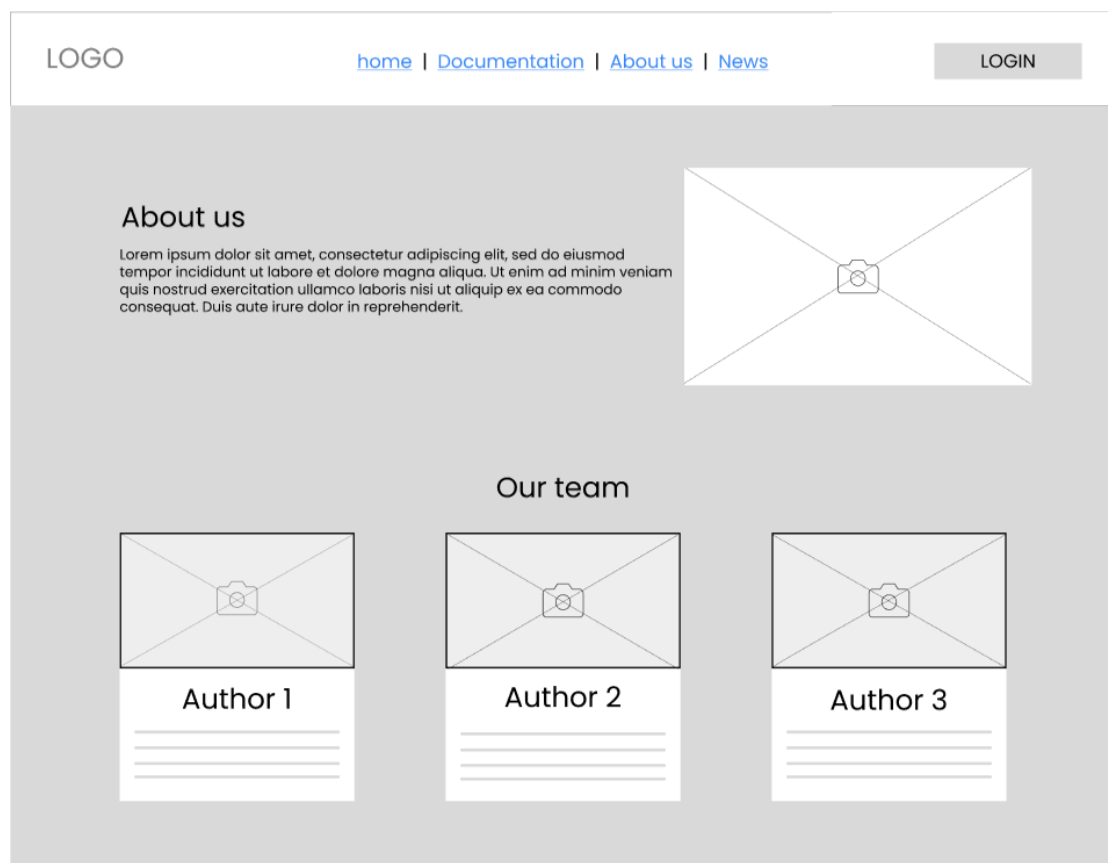 LOGO
home | Documentation | About us | News
LOGIN
About us
Lorem ipsum dolor sit amet, consectetur adipiscing elit, sed do eiusmod
tempor incididunt ut labore et dolore magna aliqua. Ut enim ad minim veniam
quis nostrud exercitation ullamco laboris nisi ut aliquip ex ea commodo
consequat. Duis aute irure dolor in reprehenderit.
Our team
Author 1
Author 2
Author 3